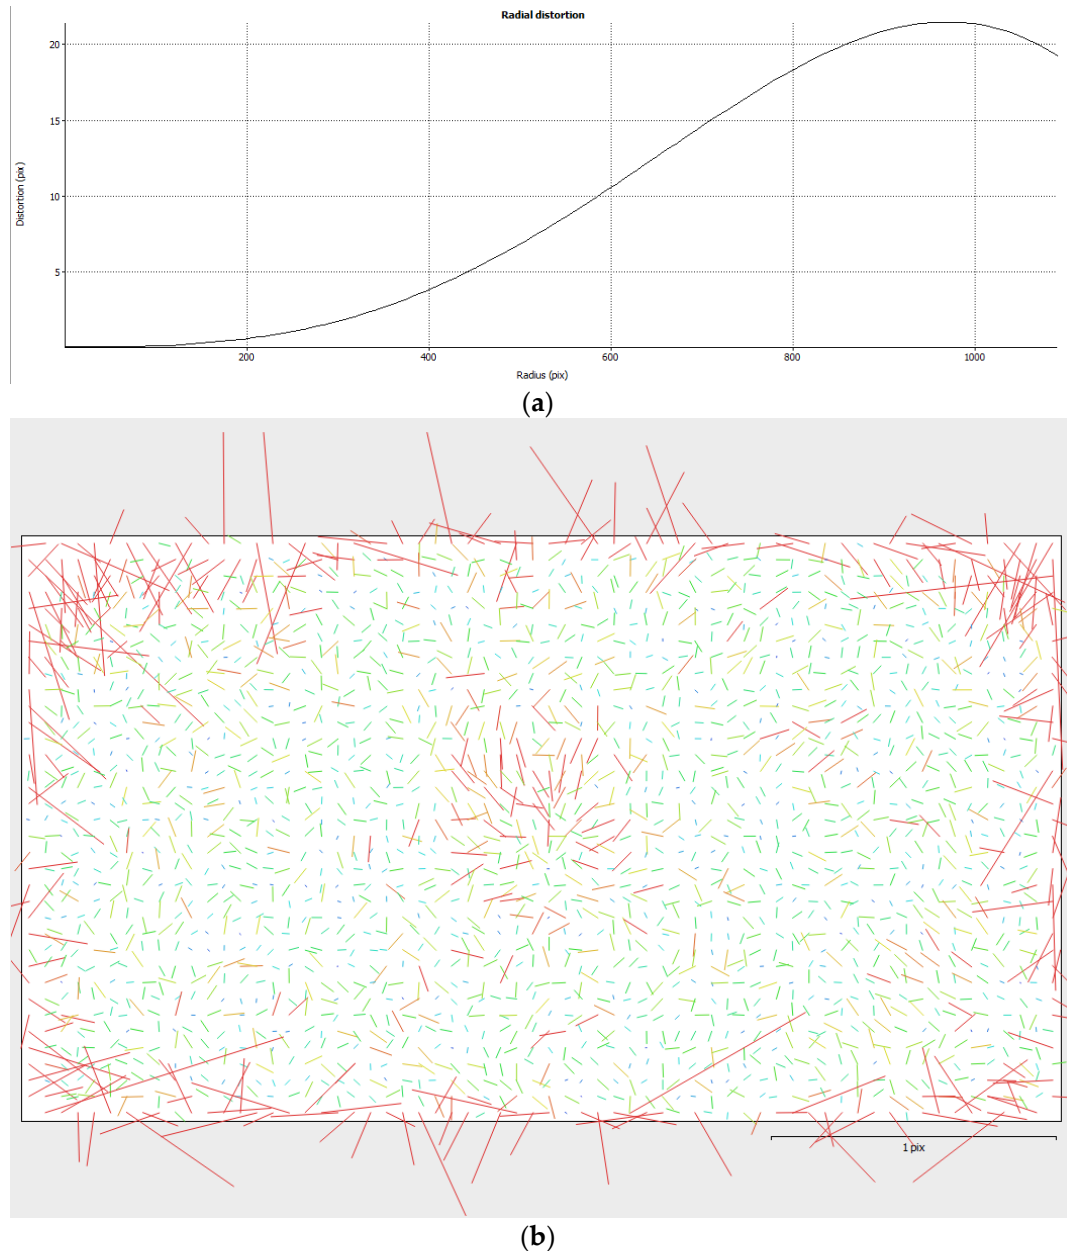 Radial distortion
20
15
10
5
Distortion (pix)
200 400 600 800 1000
Radius (pix)
(a)
1 pix
(b)